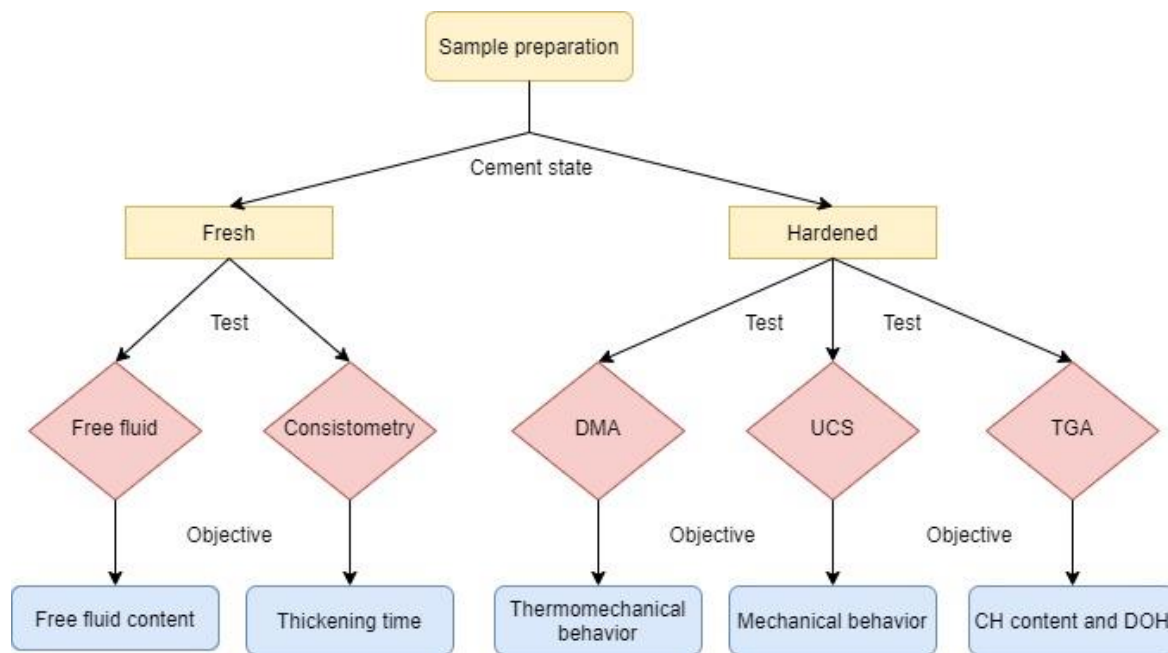 Sample preparation
Cement state
Fresh
Hardened
Test
Test
Test
Free fluid
Consistometry
DMA
UCS
TGA
Objective
Objective
Objective
Free fluid content
Thickening time
Thermomechanical
behavior
Mechanical behavior
CH content and DOH